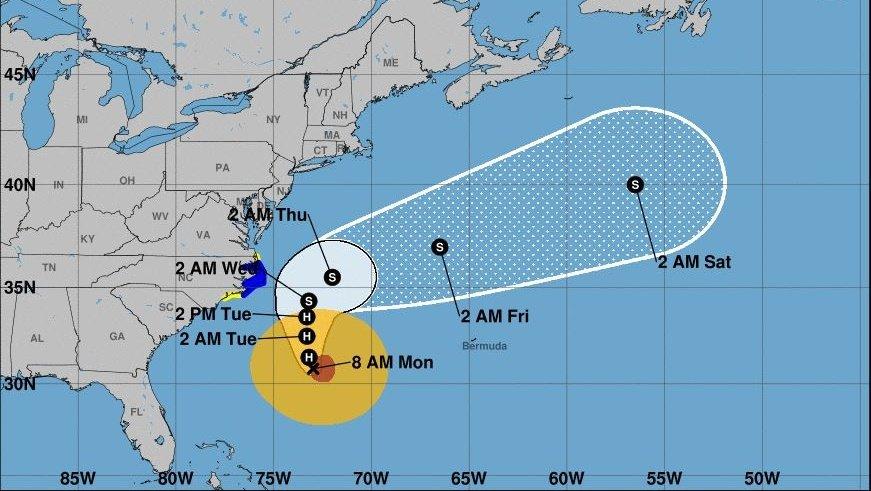 ME
45N
VT
NH
MI
NY
MA
CT
PA
IN
OH
40N
NJ
WV
2 AM Thu
VA
KY
2 AM Sat
TN
2 AM Wed
NC
35N
SC
2 PM Tue
2 AM Fri
AL
GA
2 AM Tue
Bermuda
8 AM Mon
30N
FL
85W 80W 75W 70W 65W 60W 55W 50W
S
S
S
S
H
H
H